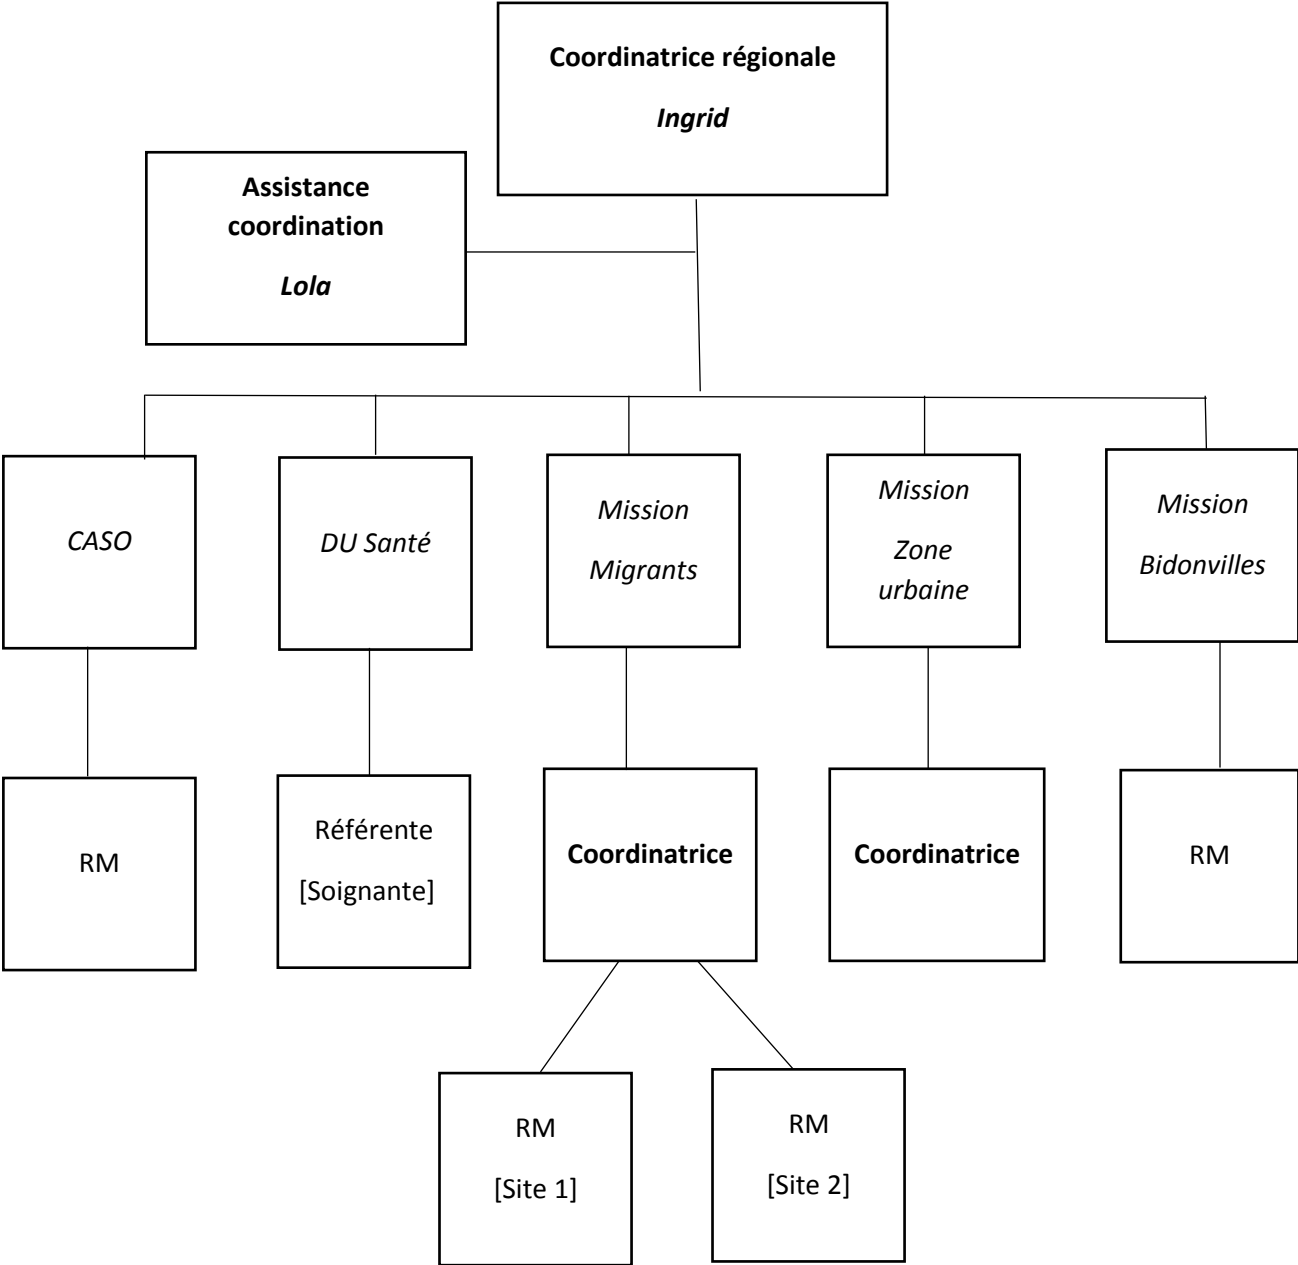 Coordinatrice régionale
Ingrid
Assistance
coordination
Lola
CASO
DU Santé
Mission
Migrants
Mission
Zone
urbaine
Mission
Bidonvilles
RM
Référente
[Soignante]
Coordinatrice
Coordinatrice
RM
RM
[Site 1]
RM
[Site 2]